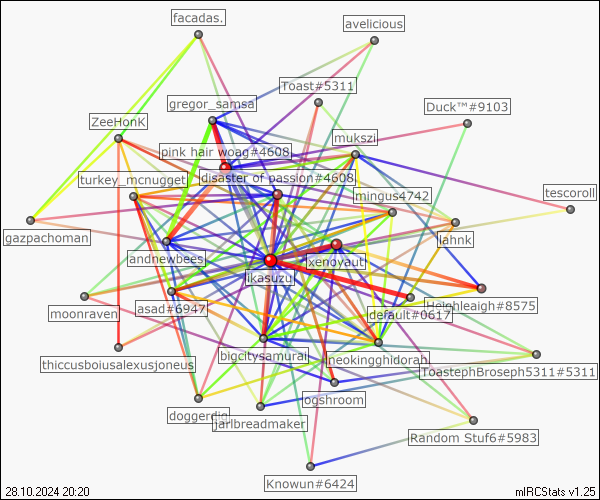 facadas.
avelicious
Toast#5311
gregor_samsa
Duck™#9103
ZeeHonK
mukszi
pink hair woag#4608
disaster of passion#4608
turkey_mcnugget
mingus4742
tescoroll
gazpachoman
lahnk
andnewbees
xenoyaut
ikasuzu
moonraven
asad#6947
Heighleaigh#8575
default#0617
bigcitysamurai
neokingghidorah
thiccusboiusalexusjoneus
ToastephBroseph5311#5311
ogshroom
doggerdig
jarlbreadmaker
Random Stuf6#5983
Knowun#6424
28.10.2024 20:20
mIRCStats v1.25